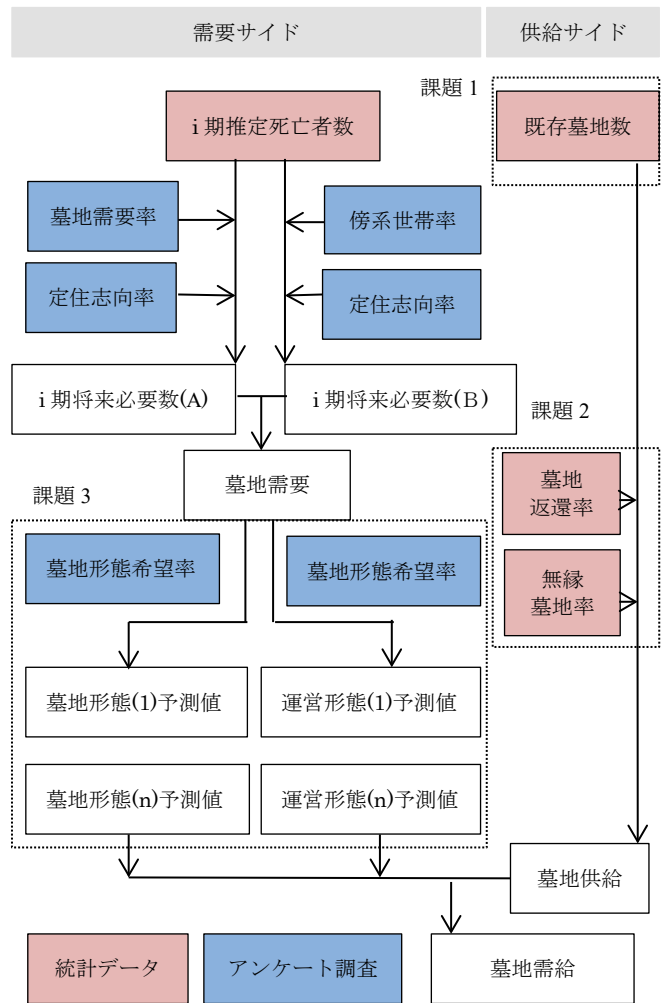 需要サイド
供給サイド
課題 1
i 期推定死亡者数
既存墓地数
墓地需要率
傍系世帯率
定住志向率
定住志向率
i 期将来必要数(A)
i 期将来必要数(B)
課題 2
墓地需要
墓地
返還率
課題 3
墓地形態希望率
墓地形態希望率
無縁
墓地率
墓地形態(1)予測値
運営形態(1)予測値
墓地形態(n)予測値
運営形態(n)予測値
墓地供給
統計データ
アンケート調査
墓地需給